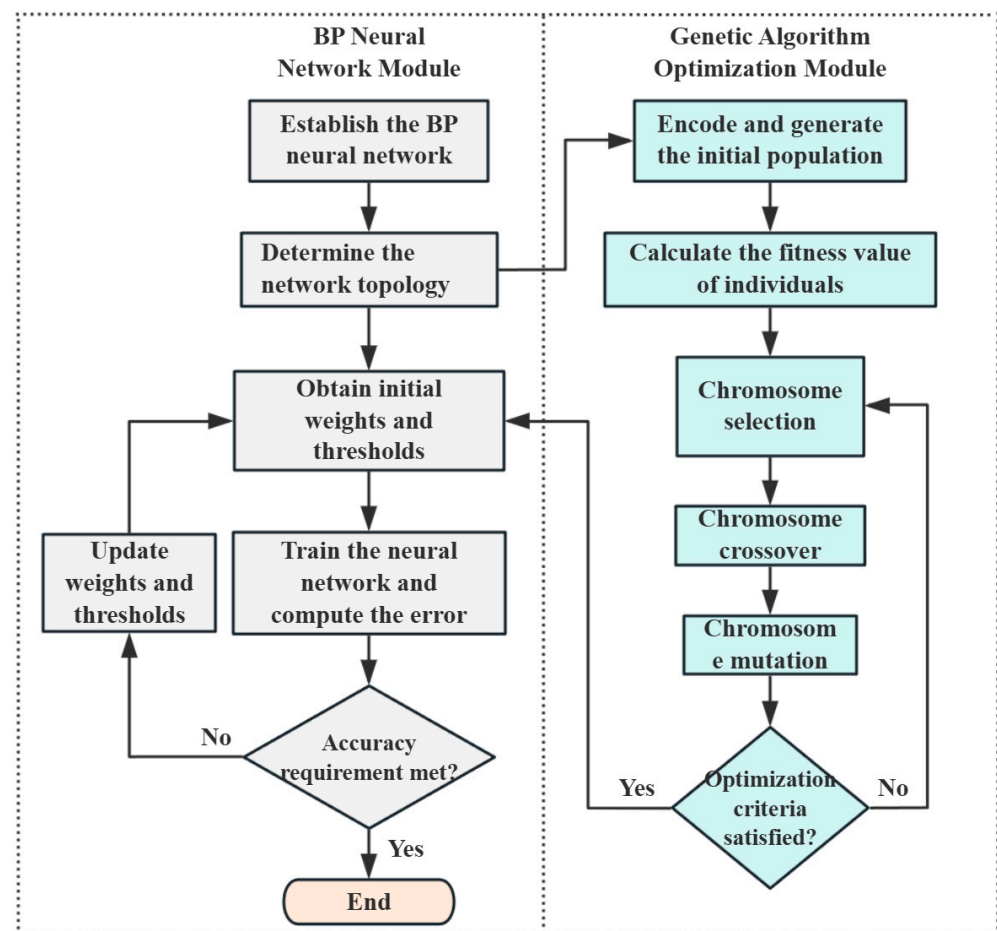 BP Neural
Network Module
Establish the BP
neural network
Determine the
network topology
Obtain initial
weights and
thresholds
Update
weights and
thresholds
Train the neural
network and
compute the error
No
Accuracy
requirement met?
Yes
End
Genetic Algorithm
Optimization Module
Encode and generate
the initial population
Calculate the fitness value
of individuals
Chromosome
selection
Chromosome
crossover
Chromosom
e mutation
Yes
Optimization
criteria
satisfied?
No